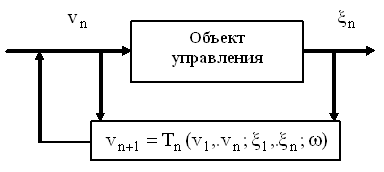 vn ξn
Объект
управления
vn+1 = Tn (v1,.vn; ξ1,.ξn; ω)